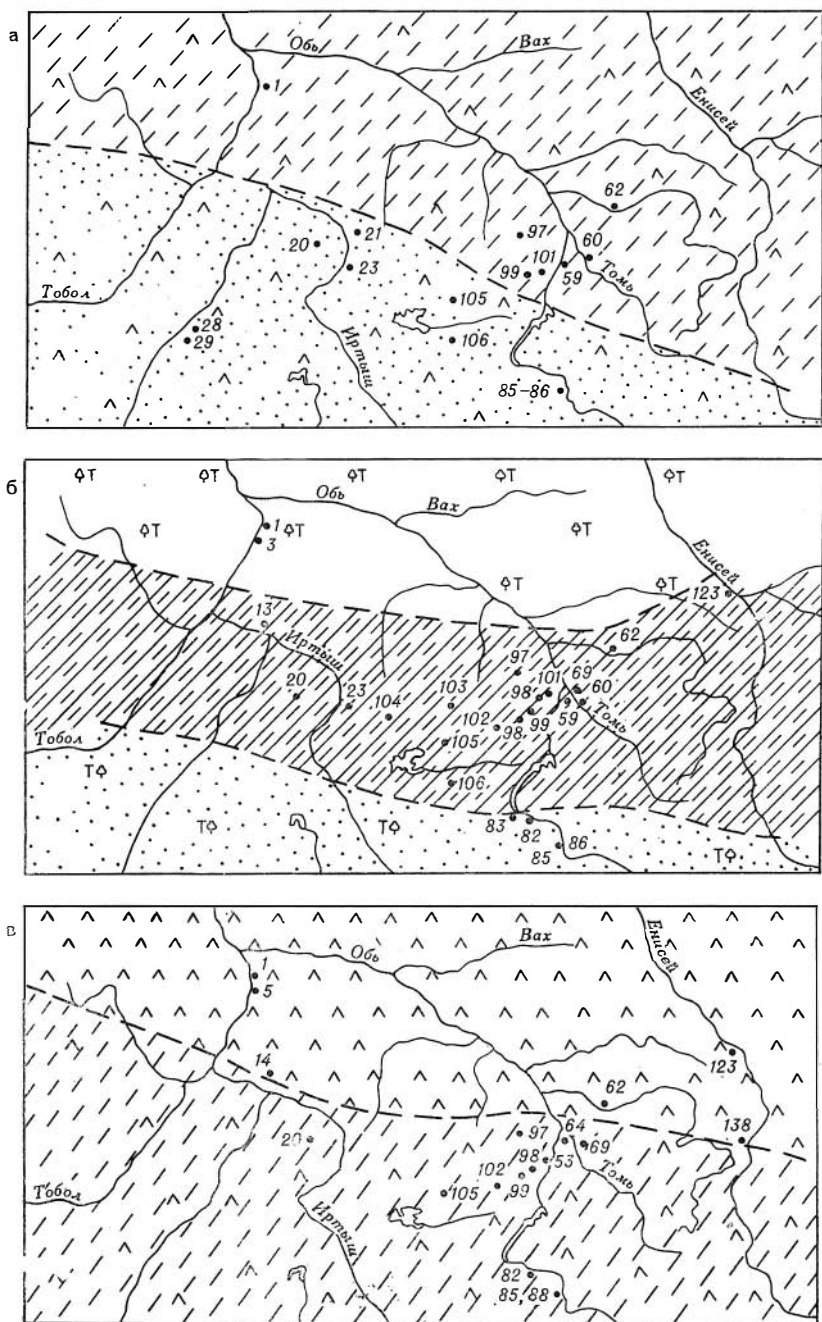 а
Обь
Вах
Енисей
1
62
97
21
20
60
101
59
Томь
99
23
105
Тобол
28
106
Иртыш
29
85–86
б
Т Т Т Т Т
Обь
Вах
1 Т
Т
Т
3
Енисей
Т Т
123
13
62
Иртыш
97
69
101
20
103
60
23
98
104
59
Томь
102
99
98
Тобол
105
106
Т
83 82
Т Т
86
85
Т
в
Енисей
Обь
Вах
1
5
123
14
62
97
64
138
20
69
98
53
102
Томь
99
Тобол
105
Иртыш
82
85, 88